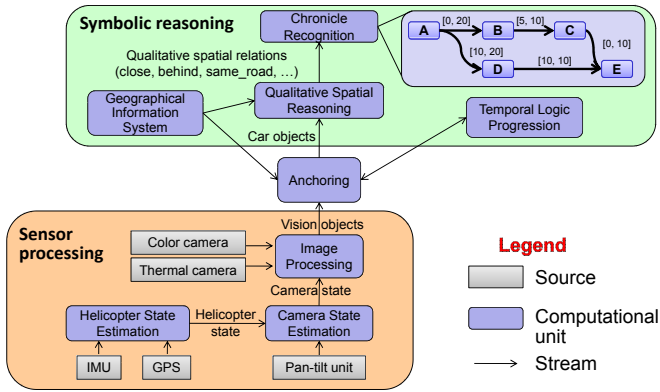 Symbolic reasoning
Chronicle
Recognition
A
[0, 20]
B
[5, 10]
C
[0, 10]
[10, 20]
D
[10, 10]
E
Qualitative spatial relations
(close, behind, same_road, …)
Geographical
Information
System
Qualitative Spatial
Reasoning
Temporal Logic
Progression
Car objects
Anchoring
Sensor
processing
Vision objects
Color camera
Thermal camera
Image
Processing
Camera state
Helicopter State
Estimation
Helicopter
state
Camera State
Estimation
IMU
GPS
Pan-tilt unit
Legend
Source
Computational
unit
Stream